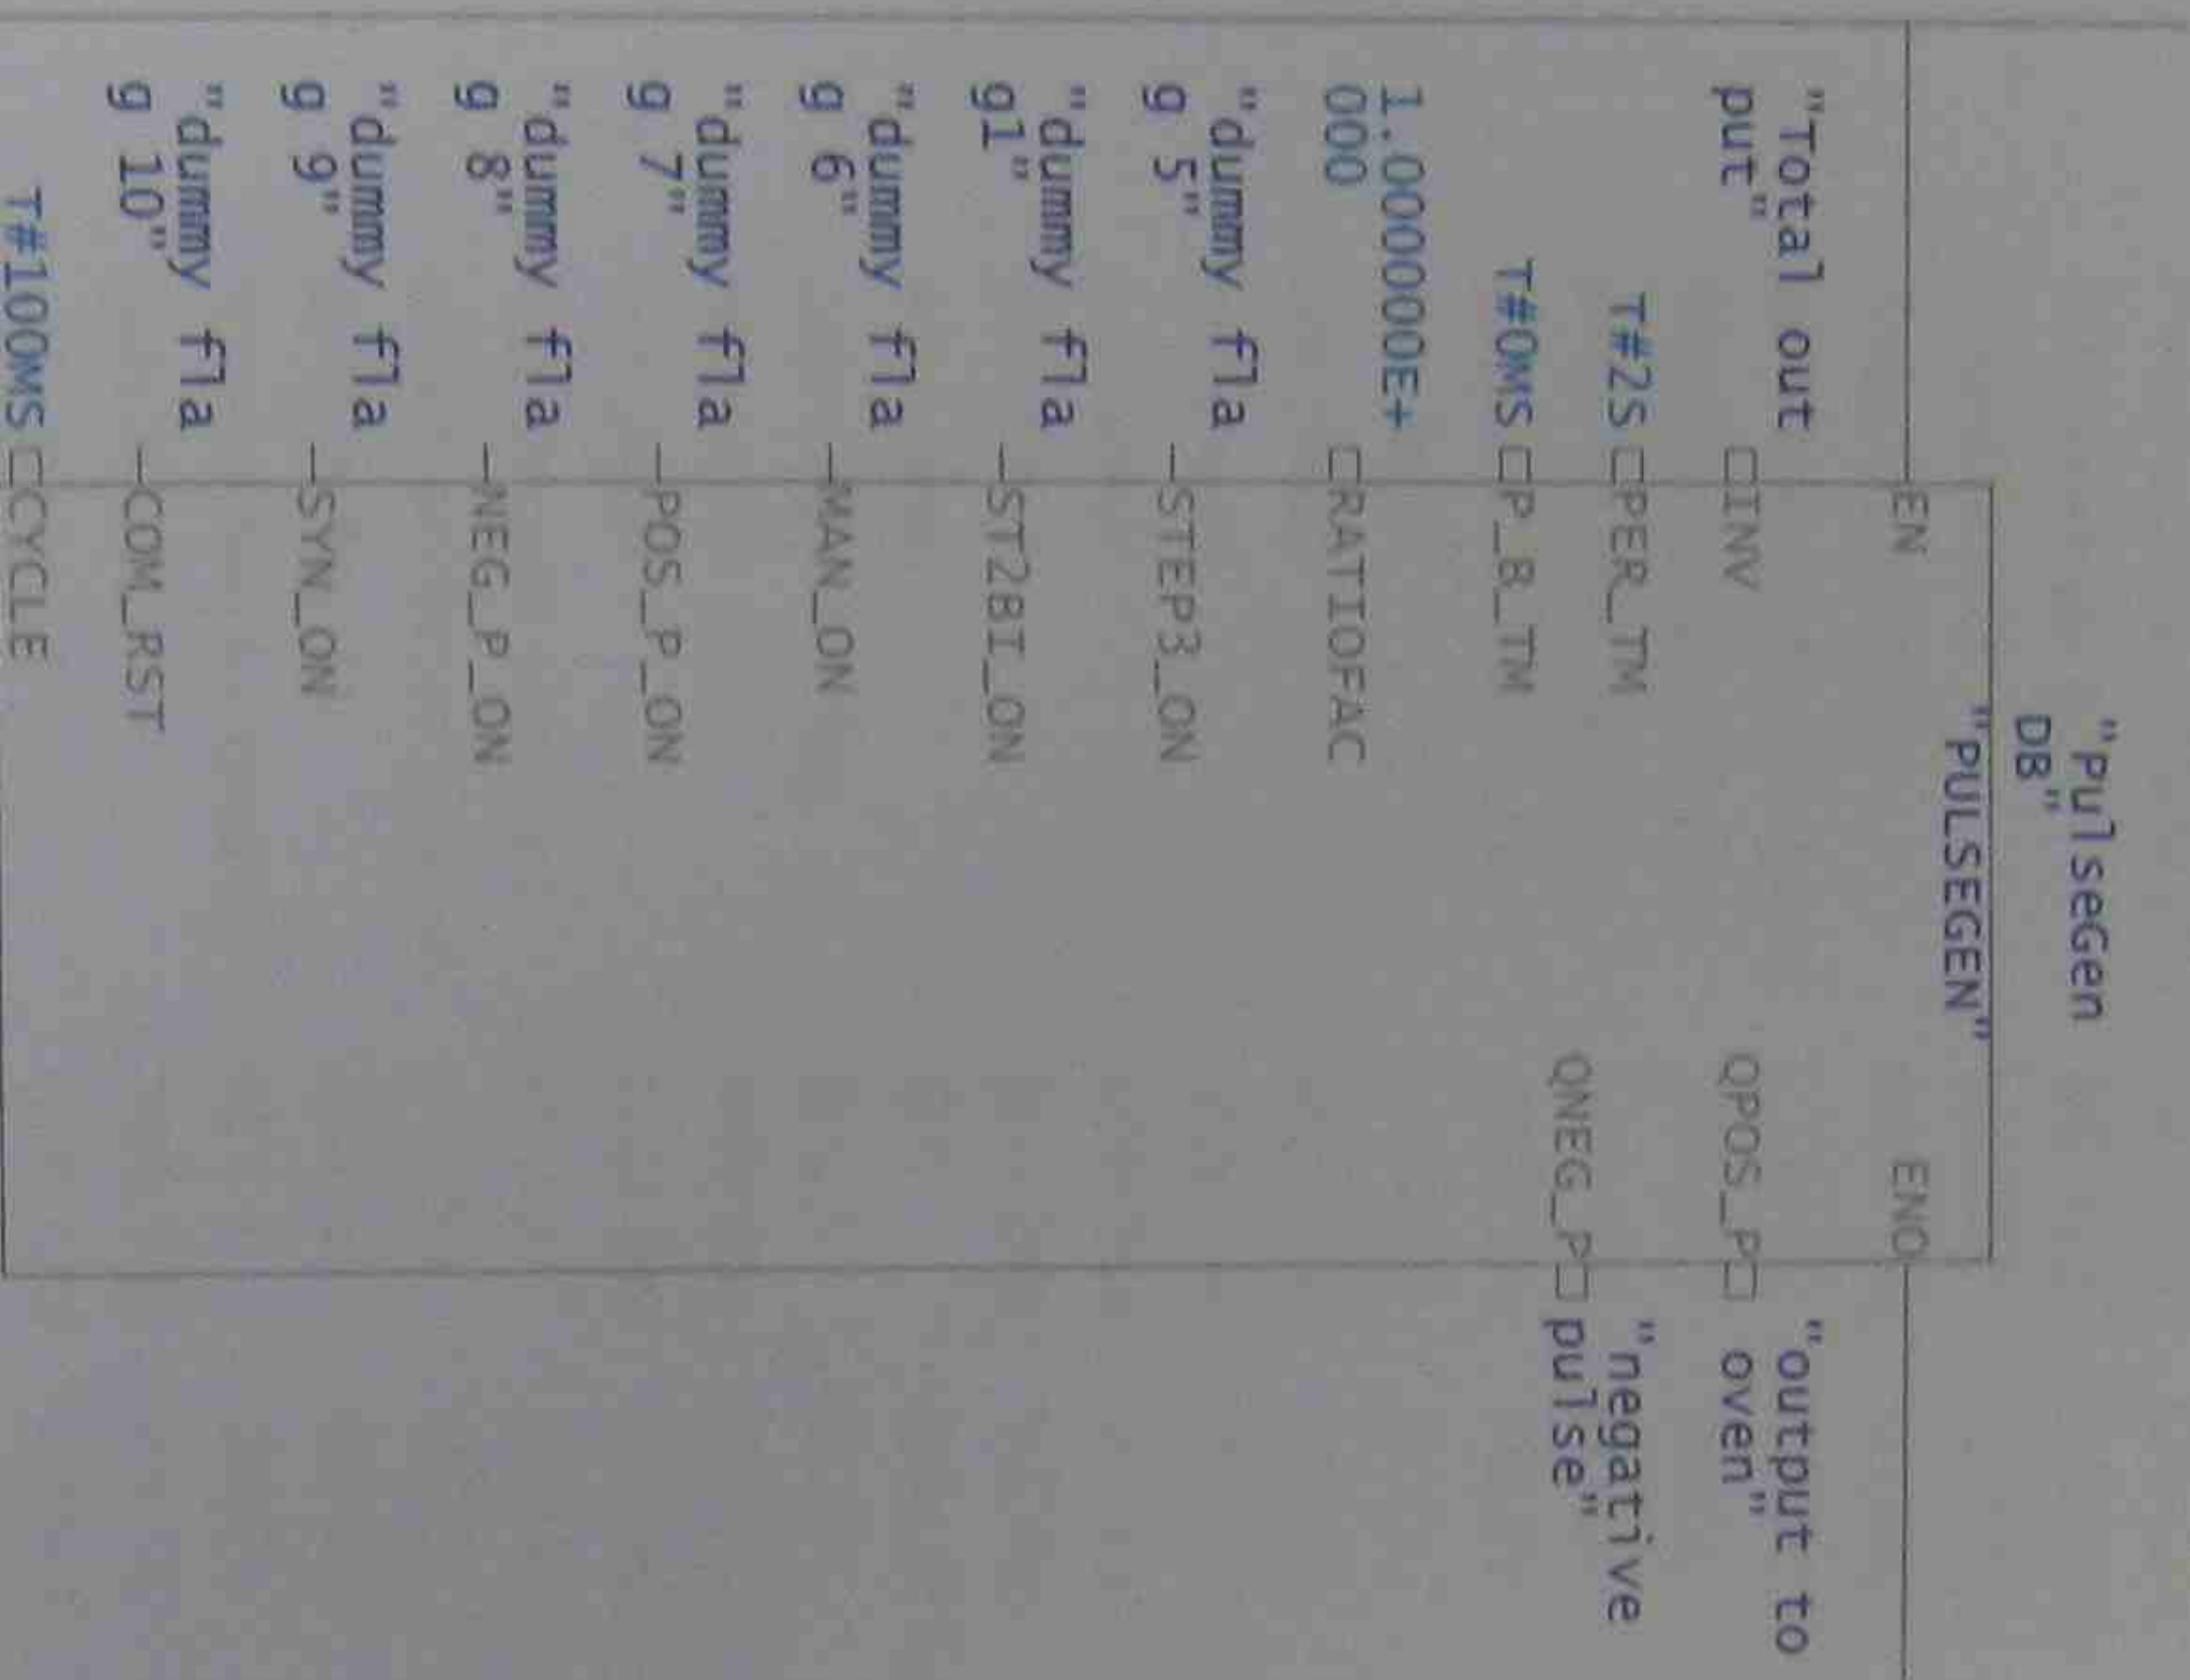 "PulseGen
DB"
"PULSEGEN"
EN ENO
"Total out
put" INV QPOS_P "output to
oven"
T#2S PER_TM
"negative
T#0MS P_B_TM QNEG_P pulse"
1.000000E+
000 RATIOFAC
"dummy fla
g 5" STEP3_ON
"dummy fla
g1" ST2BI_ON
"dummy fla
g 6" MAN_ON
"dummy fla
g 7" POS_P_ON
"dummy fla
g 8" NEG_P_ON
"dummy fla
g 9" SYN_ON
"dummy fla
g 10" COM_RST
T#100MS CYCLE